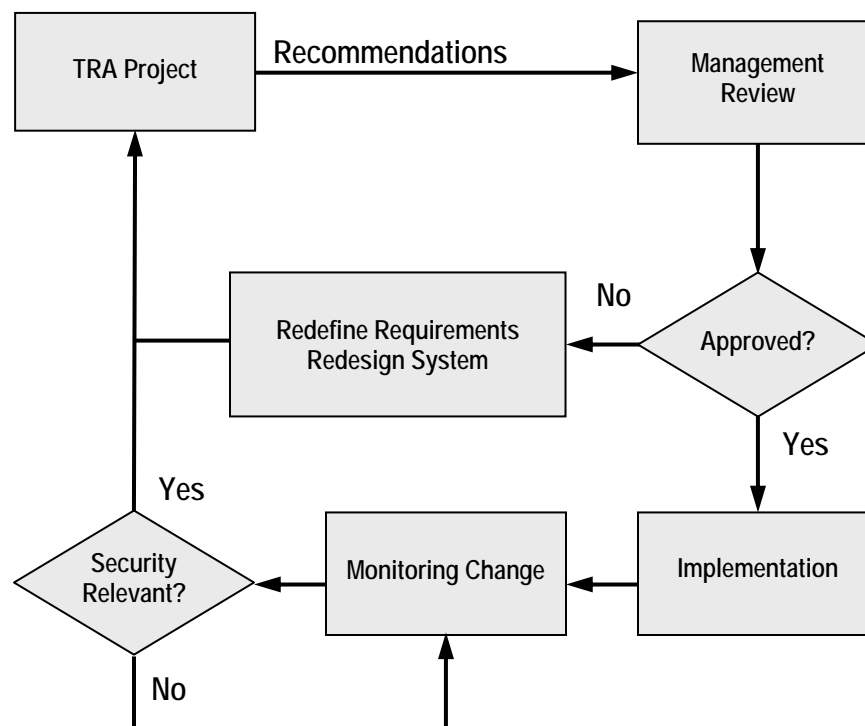 TRA Project
Recommendations
Management
Review
No
Redefine Requirements
Redesign System
Approved?
Yes
Yes
Security
Relevant?
Monitoring Change
Implementation
No